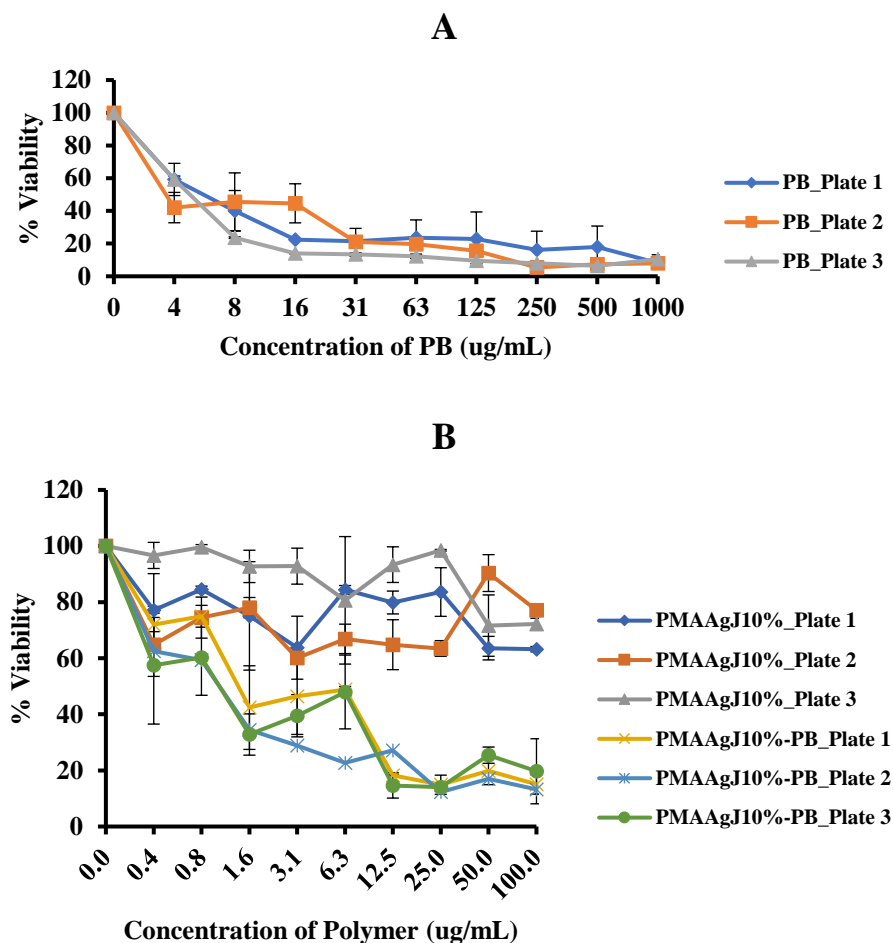 A
120
100
80
60
40
20
0
% Viability
0 4 8 16 31 63 125 250 500 1000
Concentration of PB (ug/mL)
PB_Plate 1
PB_Plate 2
PB_Plate 3
B
120
100
80
60
40
20
0
% Viability
0.0 0.4 0.8 1.6 3.1 6.3 12.5 25.0 50.0 100.0
Concentration of Polymer (ug/mL)
PMAAgJ10%_Plate 1
PMAAgJ10%_Plate 2
PMAAgJ10%_Plate 3
PMAAgJ10%-PB_Plate 1
PMAAgJ10%-PB_Plate 2
PMAAgJ10%-PB_Plate 3